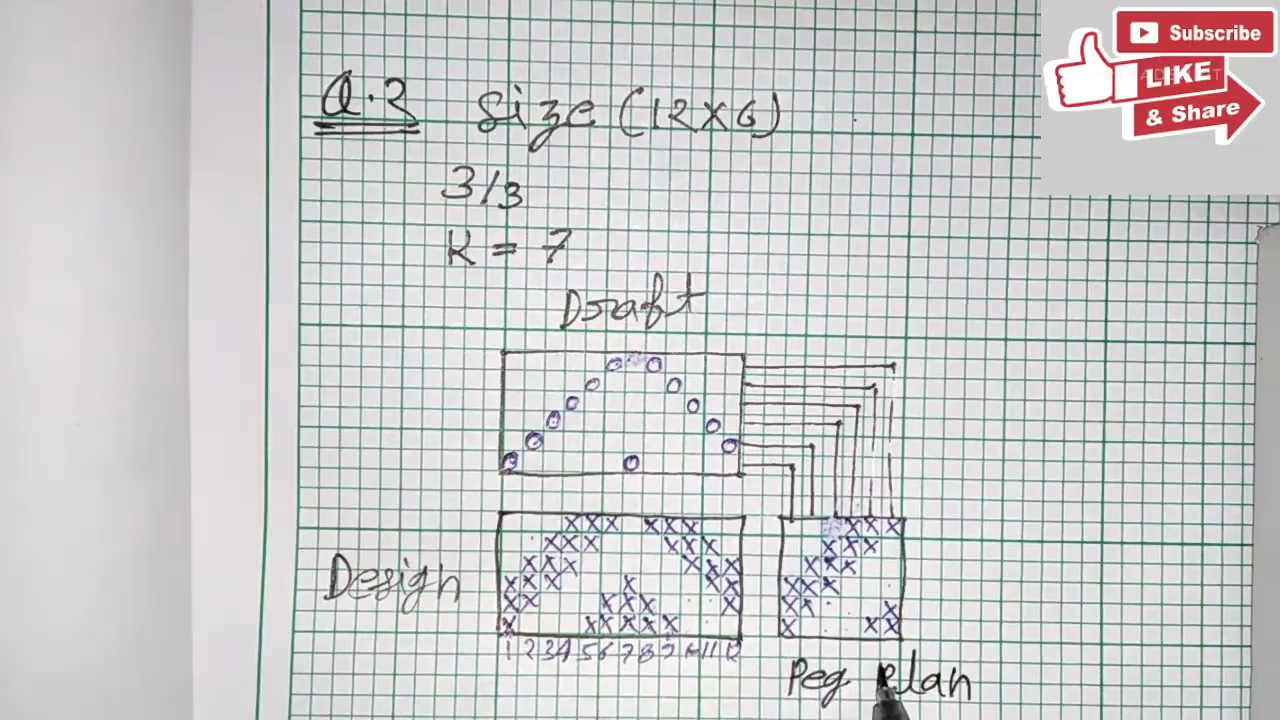 Q.3 Size (12X6)
3/3
K = 7
Draft
Design
1 2 3 4 5 6 7 8 9 10 11 12
Peg Plan
Subscribe
LIKE
& Share